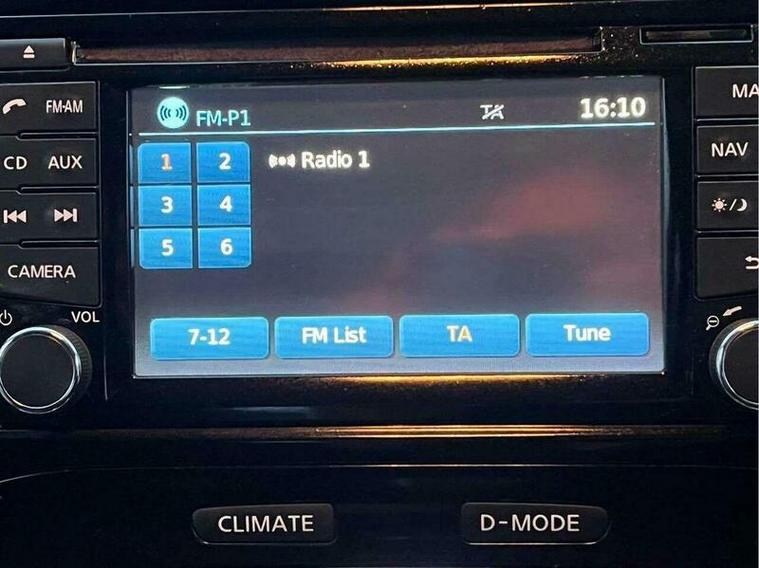 FM-AM
CD AUX
CAMERA
VOL
FM-P1 TA 16:10
1 2 Radio 1
3 4
5 6
7-12 FM List TA Tune
MA
NAV
CLIMATE D-MODE